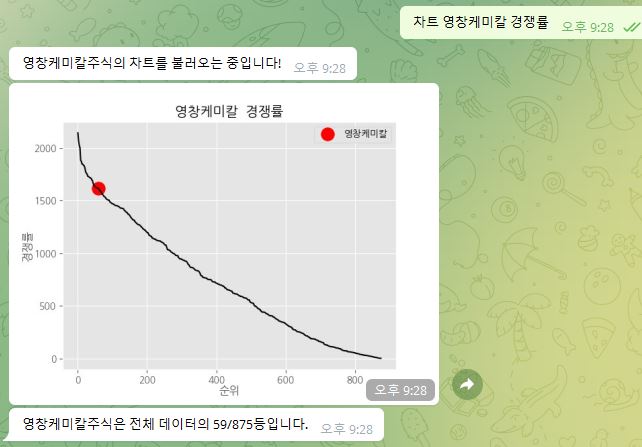 차트 영창케미칼 경쟁률 오후 9:28
영창케미칼주식의 차트를 불러오는 중입니다! 오후 9:28
영창케미칼 경쟁률
영창케미칼
2000
1500
1000
500
0
경쟁률
0 200 400 600 800
순위
오후 9:28
영창케미칼주식은 전체 데이터의 59/875등입니다. 오후 9:28